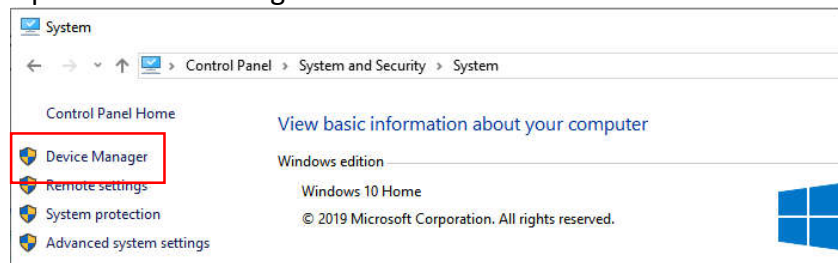 System
Control Panel > System and Security > System
Control Panel Home
View basic information about your computer
Device Manager
Windows edition
Remote settings
Windows 10 Home
System protection
© 2019 Microsoft Corporation. All rights reserved.
Advanced system settings